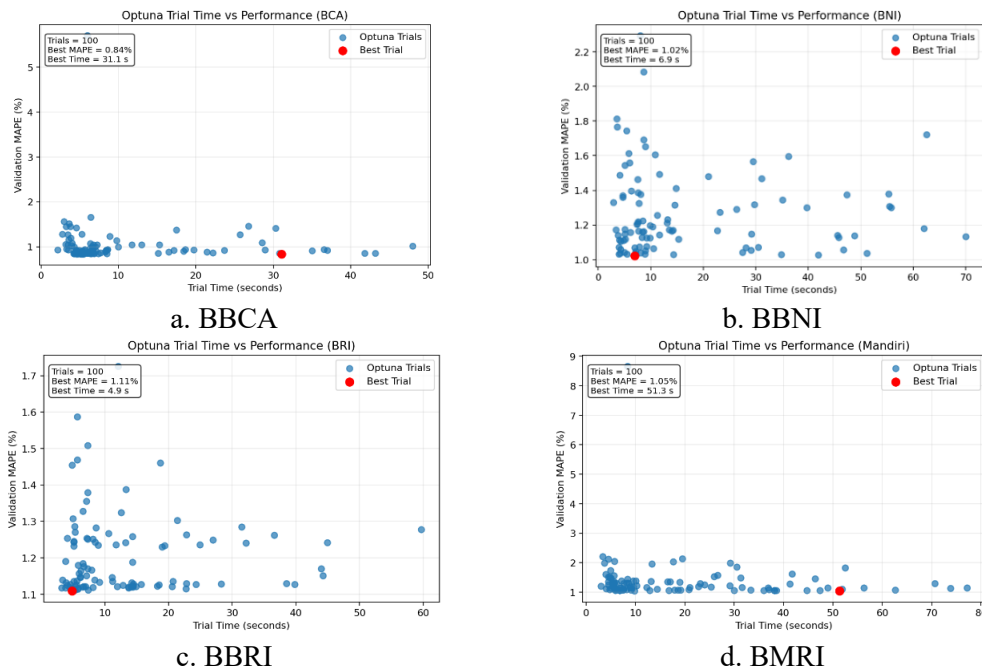 Optuna Trial Time vs Performance (BCA)
Trials = 100
Best MAPE = 0.84%
Best Time = 31.1 s
Optuna Trials
Best Trial
Validation MAPE (%)
5
4
3
2
1
0 10 20 30 40 50
Trial Time (seconds)
a. BBCA
Optuna Trial Time vs Performance (BNI)
Trials = 100
Best MAPE = 1.02%
Best Time = 6.9 s
Optuna Trials
Best Trial
Validation MAPE (%)
2.2
2.0
1.8
1.6
1.4
1.2
1.0
0 10 20 30 40 50 60 70
Trial Time (seconds)
b. BBNI
Optuna Trial Time vs Performance (BRI)
Trials = 100
Best MAPE = 1.11%
Best Time = 4.9 s
Optuna Trials
Best Trial
Validation MAPE (%)
1.7
1.6
1.5
1.4
1.3
1.2
1.1
10 20 30 40 50 60
Trial Time (seconds)
c. BBRI
Optuna Trial Time vs Performance (Mandiri)
Trials = 100
Best MAPE = 1.05%
Best Time = 51.3 s
Optuna Trials
Best Trial
Validation MAPE (%)
9
8
7
6
5
4
3
2
1
0 10 20 30 40 50 60 70 80
Trial Time (seconds)
d. BMRI